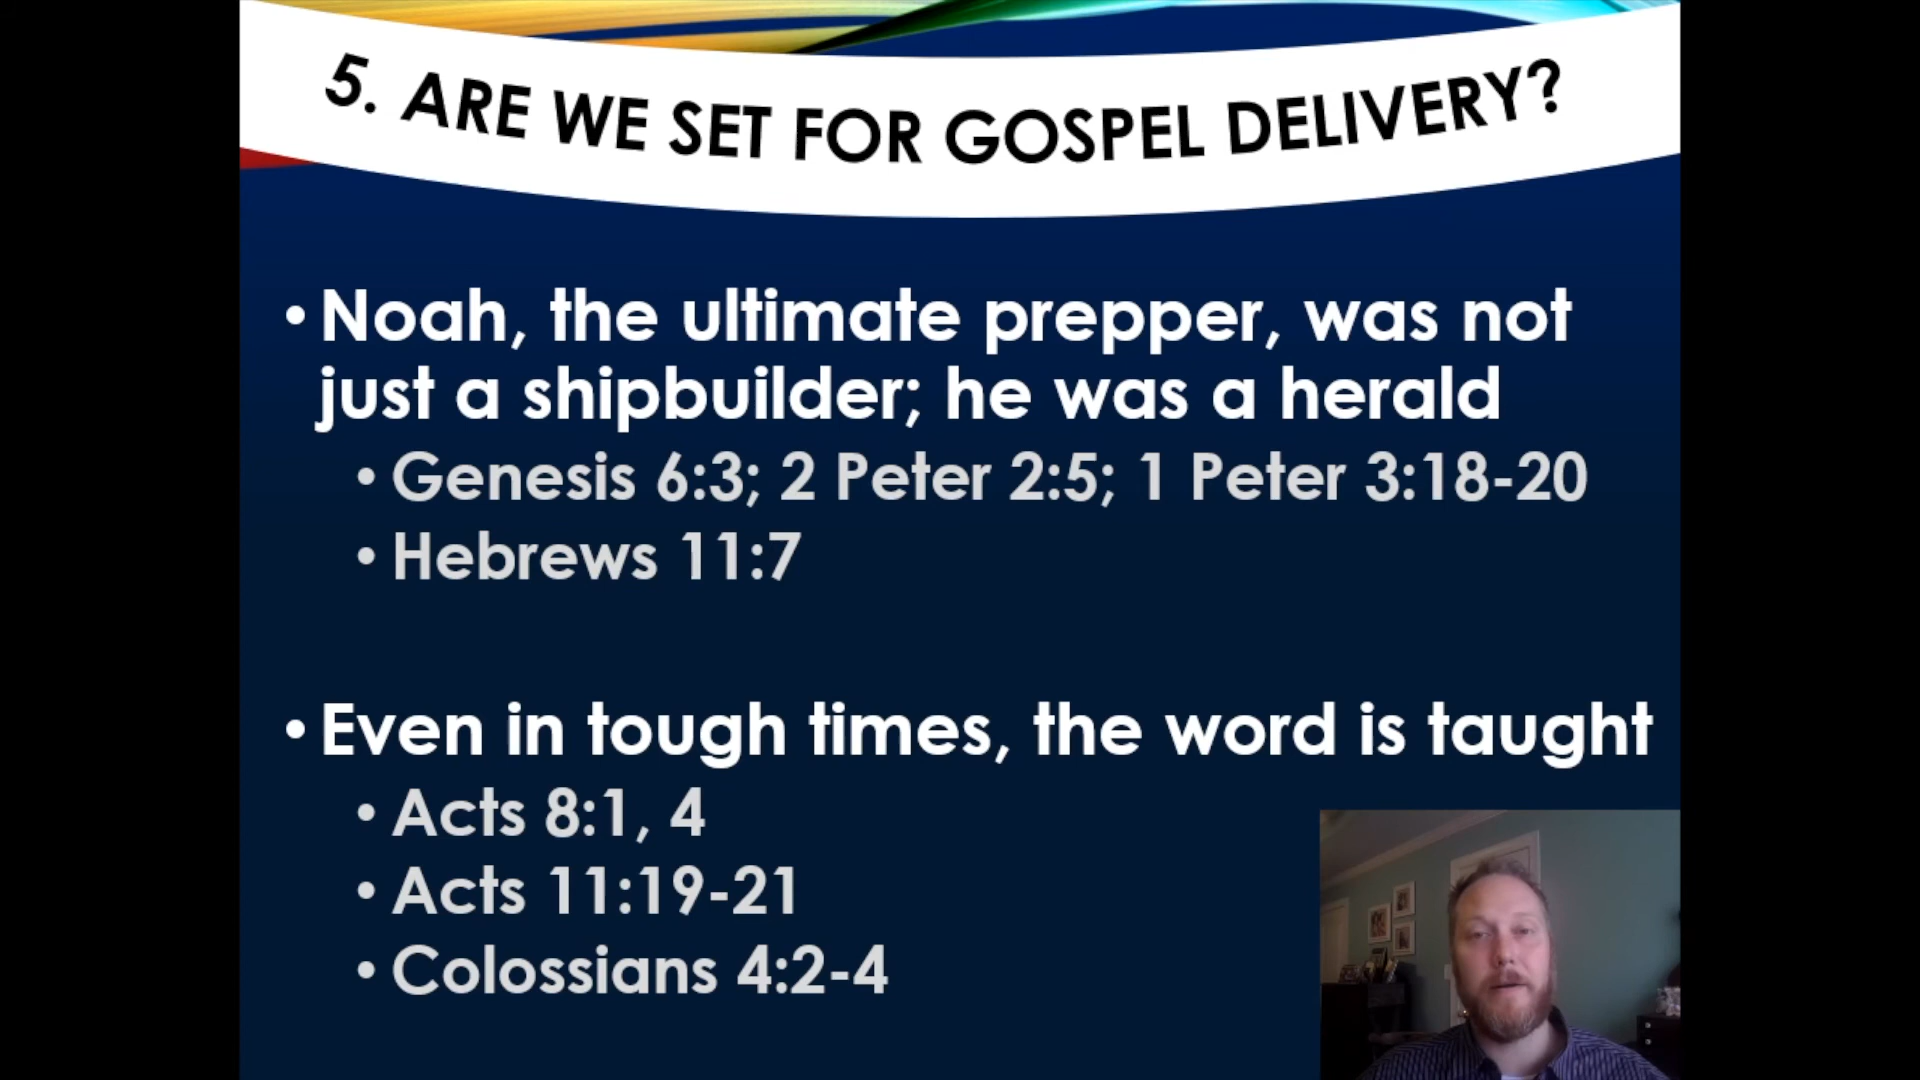 5. ARE WE SET FOR GOSPEL DELIVERY?
• Noah, the ultimate prepper, was not
just a shipbuilder; he was a herald
• Genesis 6:3; 2 Peter 2:5; 1 Peter 3:18-20
• Hebrews 11:7
• Even in tough times, the word is taught
• Acts 8:1, 4
• Acts 11:19-21
• Colossians 4:2-4